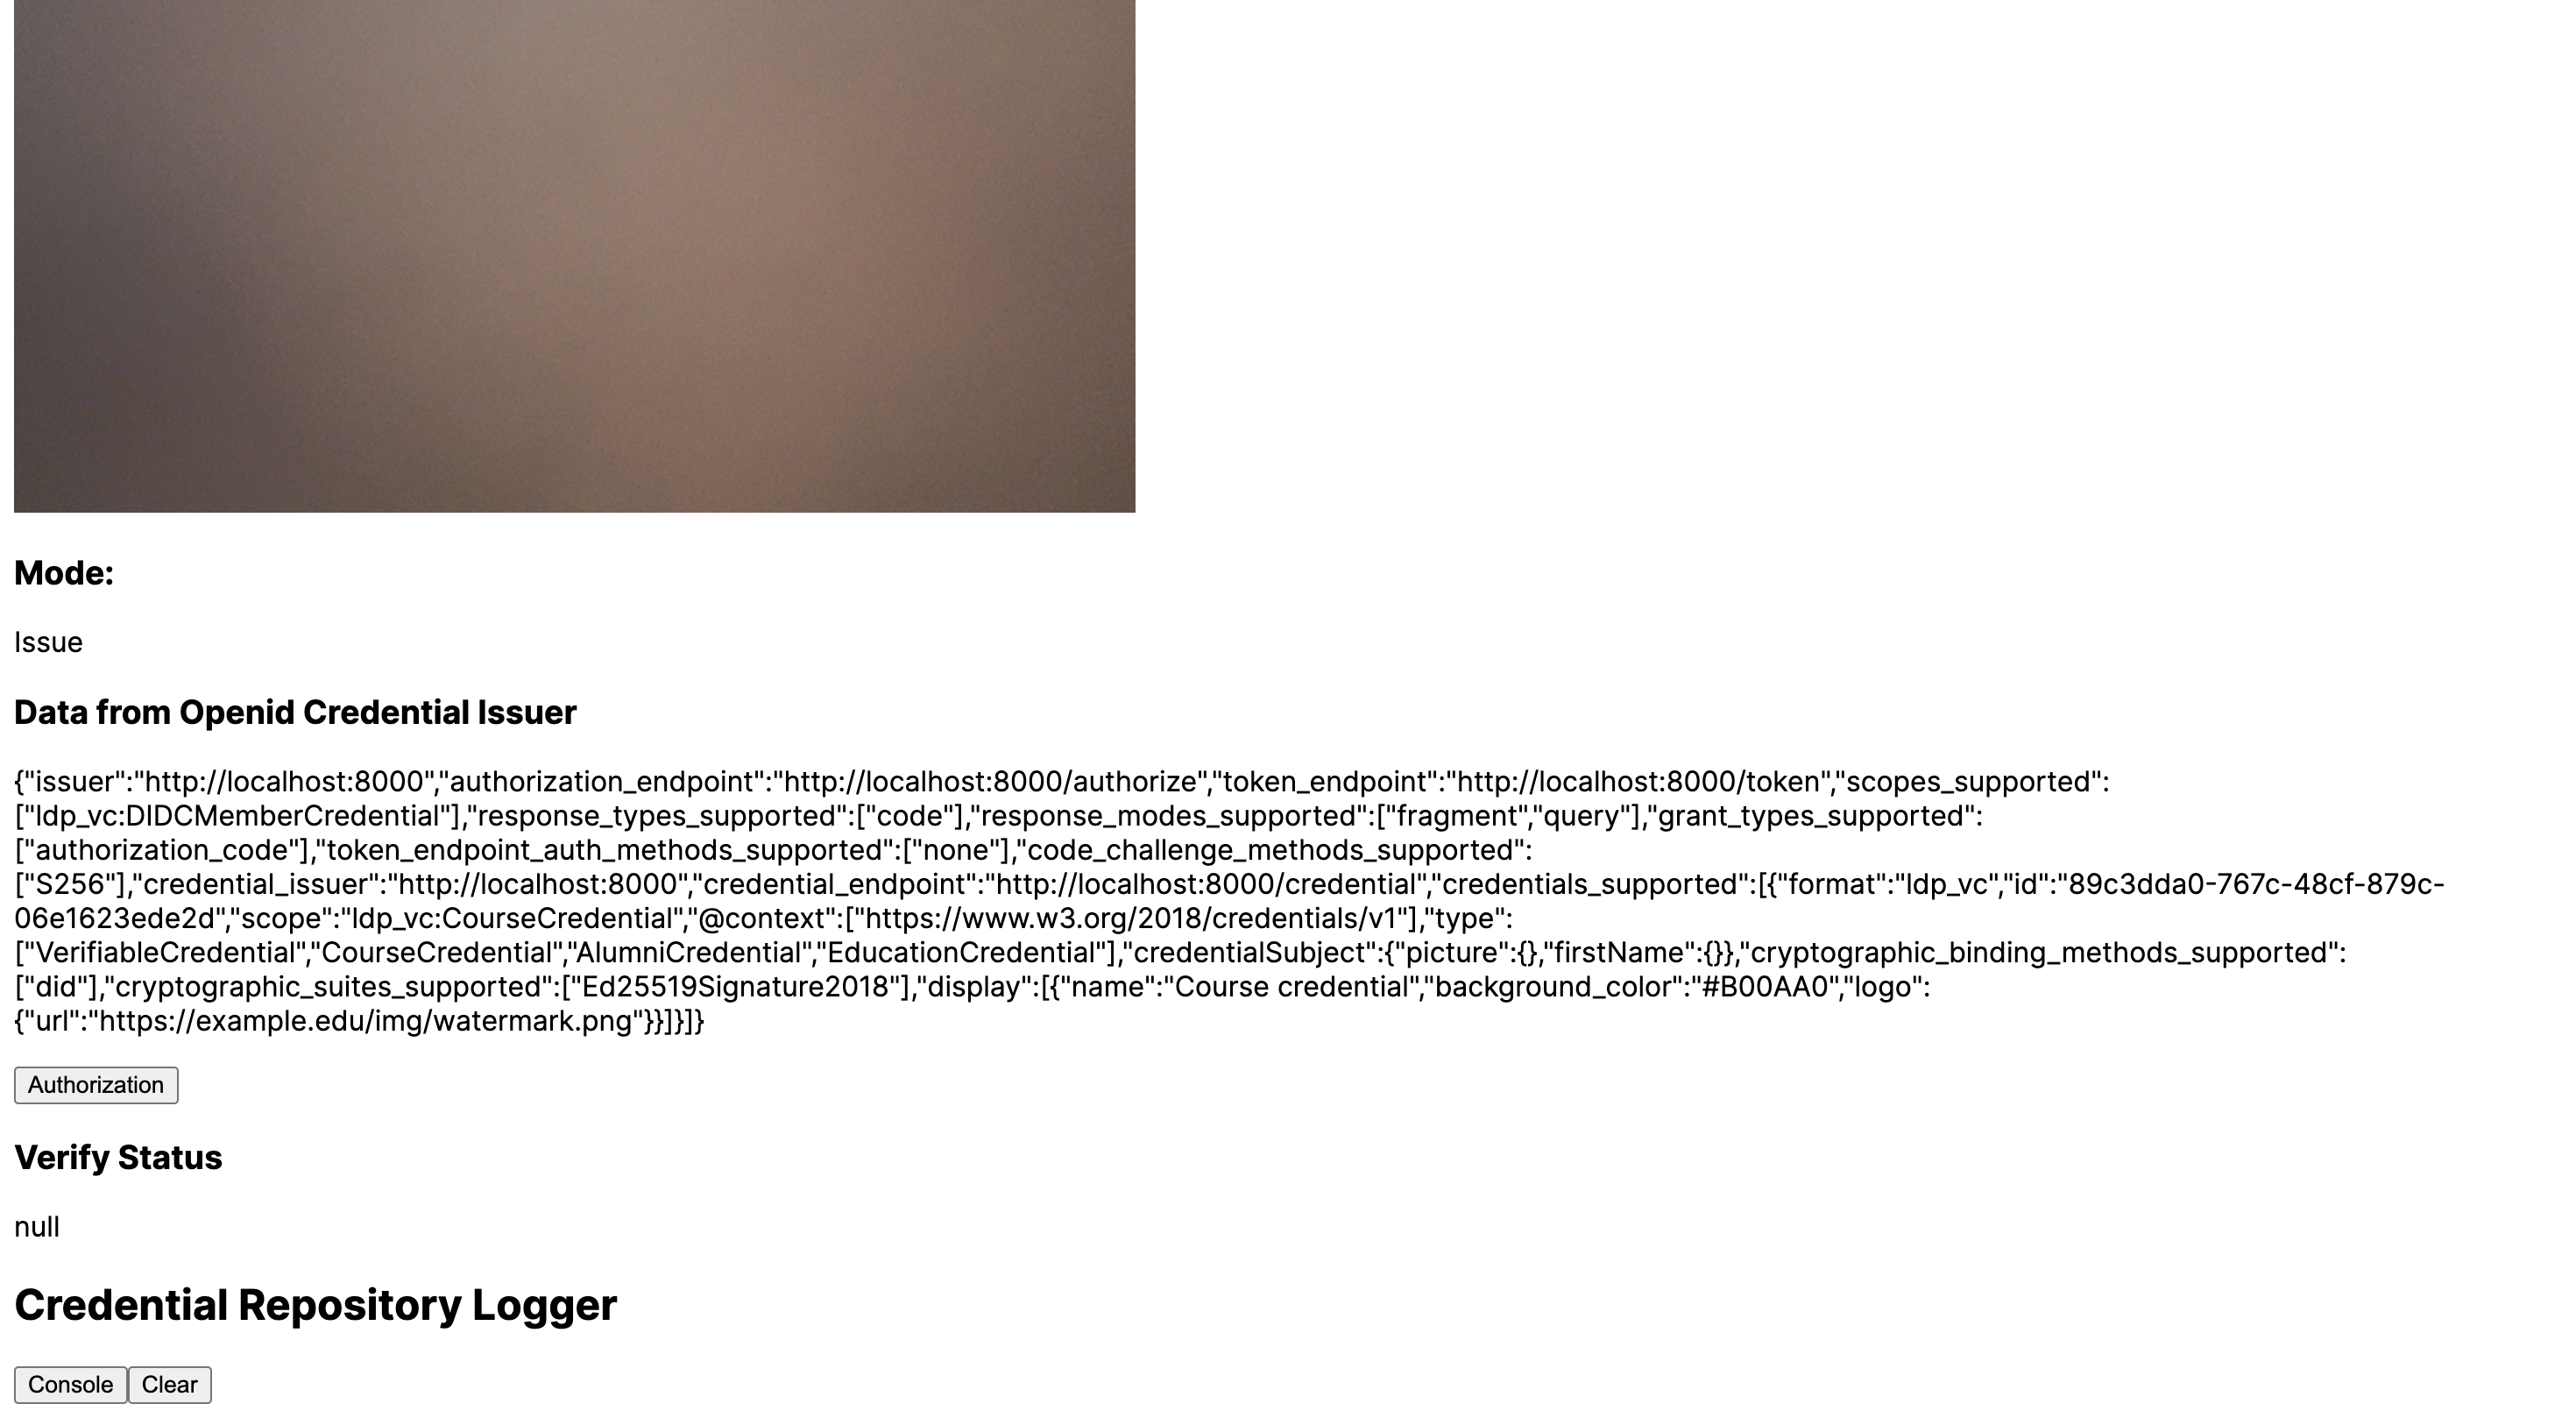 Mode:
Issue
Data from Openid Credential Issuer
{"issuer":"http://localhost:8000","authorization_endpoint":"http://localhost:8000/authorize","token_endpoint":"http://localhost:8000/token","scopes_supported":
["ldp_vc:DIDCMemberCredential"],"response_types_supported":["code"],"response_modes_supported":["fragment","query"],"grant_types_supported":
["authorization_code"],"token_endpoint_auth_methods_supported":["none"],"code_challenge_methods_supported":
["S256"],"credential_issuer":"http://localhost:8000","credential_endpoint":"http://localhost:8000/credential","credentials_supported":[{"format":"ldp_vc","id":"89c3dda0-767c-48cf-879c-
06e1623ede2d","scope":"ldp_vc:CourseCredential","@context":["https://www.w3.org/2018/credentials/v1"],"type":
["VerifiableCredential","CourseCredential","AlumniCredential","EducationCredential"],"credentialSubject":{"picture":{},"firstName":{}},"cryptographic_binding_methods_supported":
["did"],"cryptographic_suites_supported":["Ed25519Signature2018"],"display":[{"name":"Course credential","background_color":"#B00AA0","logo":
{"url":"https://example.edu/img/watermark.png"}}]}]}
Authorization
Verify Status
null
Credential Repository Logger
Console Clear